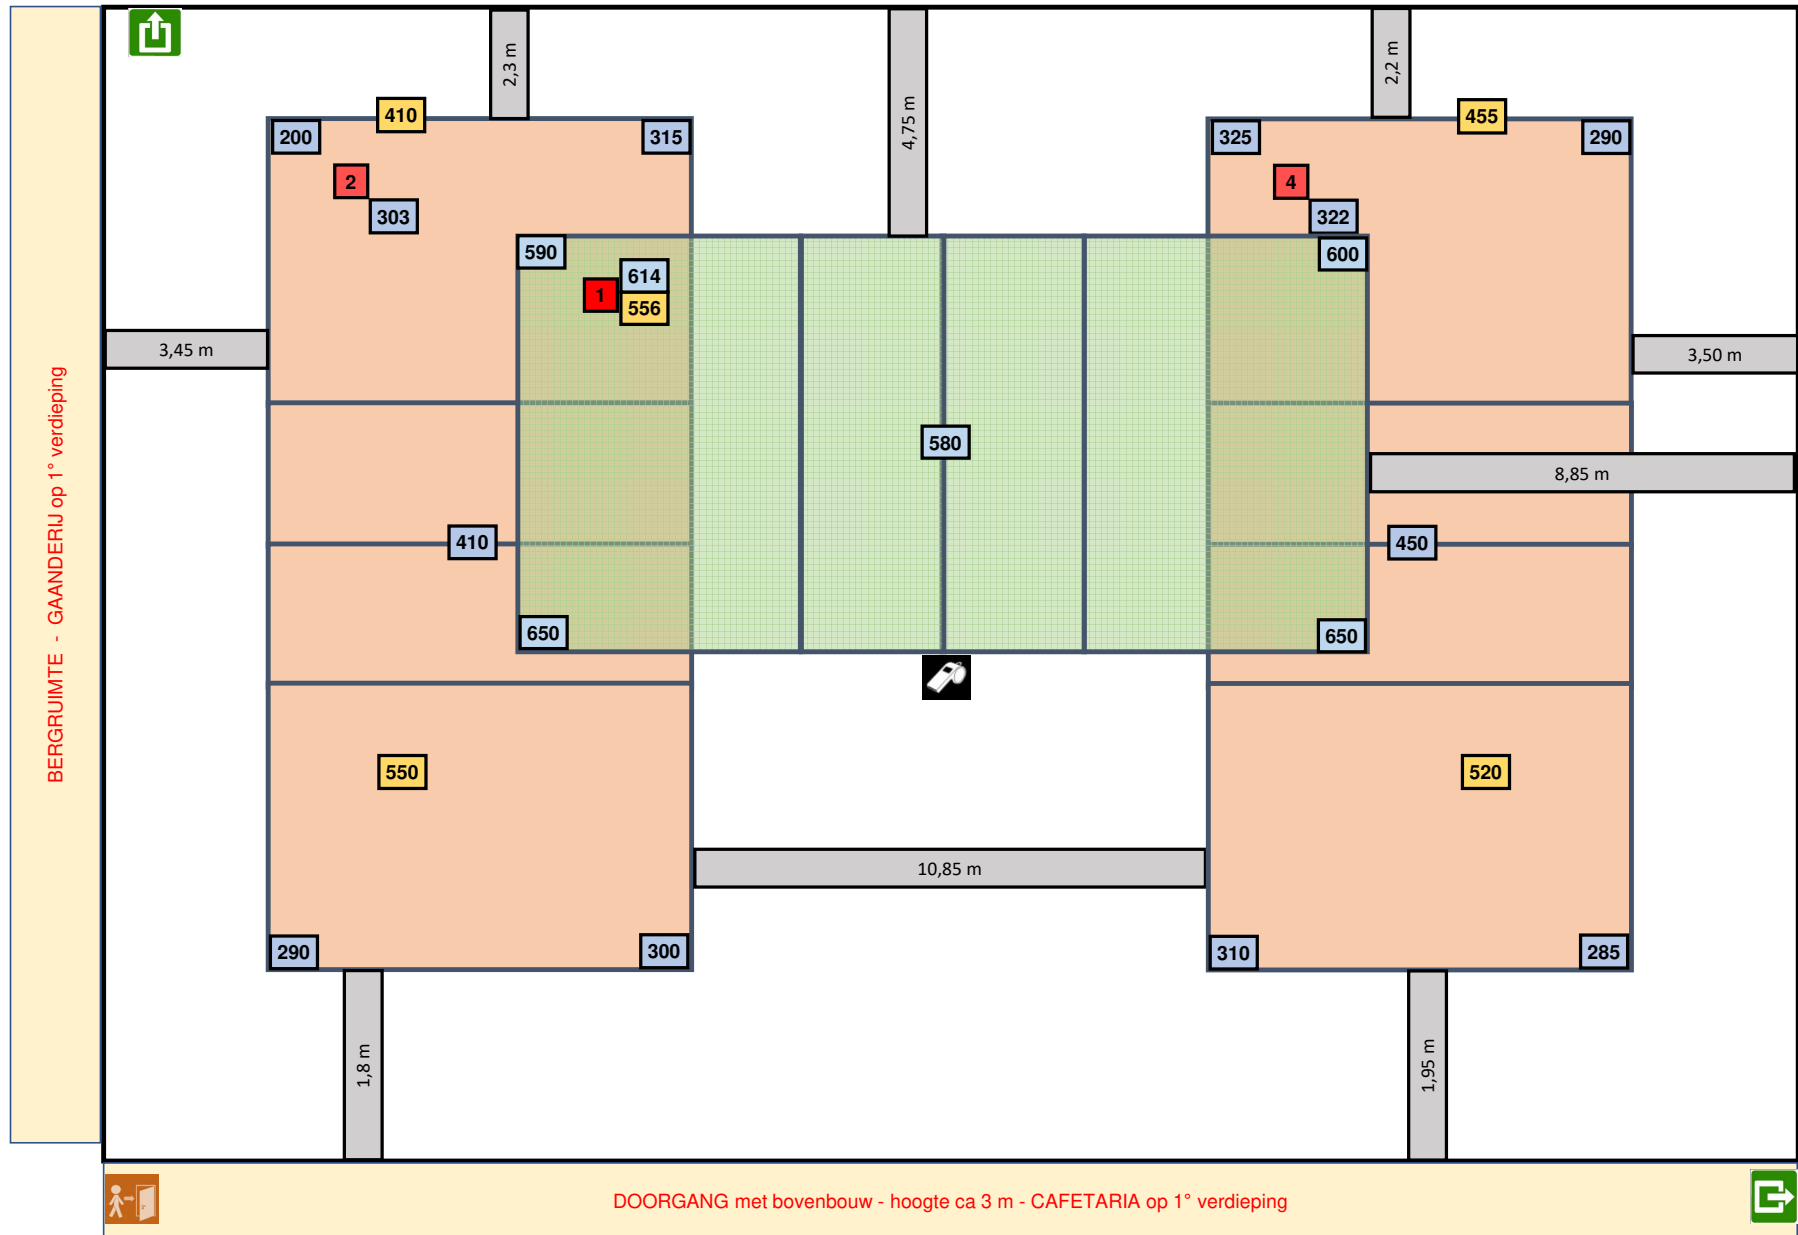 2,3 m
4,75 m
2,2 m
410
455
200
315
325
290
2
4
303
322
590
600
614
1
556
3,45 m
3,50 m
580
8,85 m
410
450
650
650
550
520
10,85 m
290
300
310
285
1,8 m
1,95 m
BERGRUIMTE - GAANDERIJ op 1° verdieping
DOORGANG met bovenbouw - hoogte ca 3 m - CAFETARIA op 1° verdieping